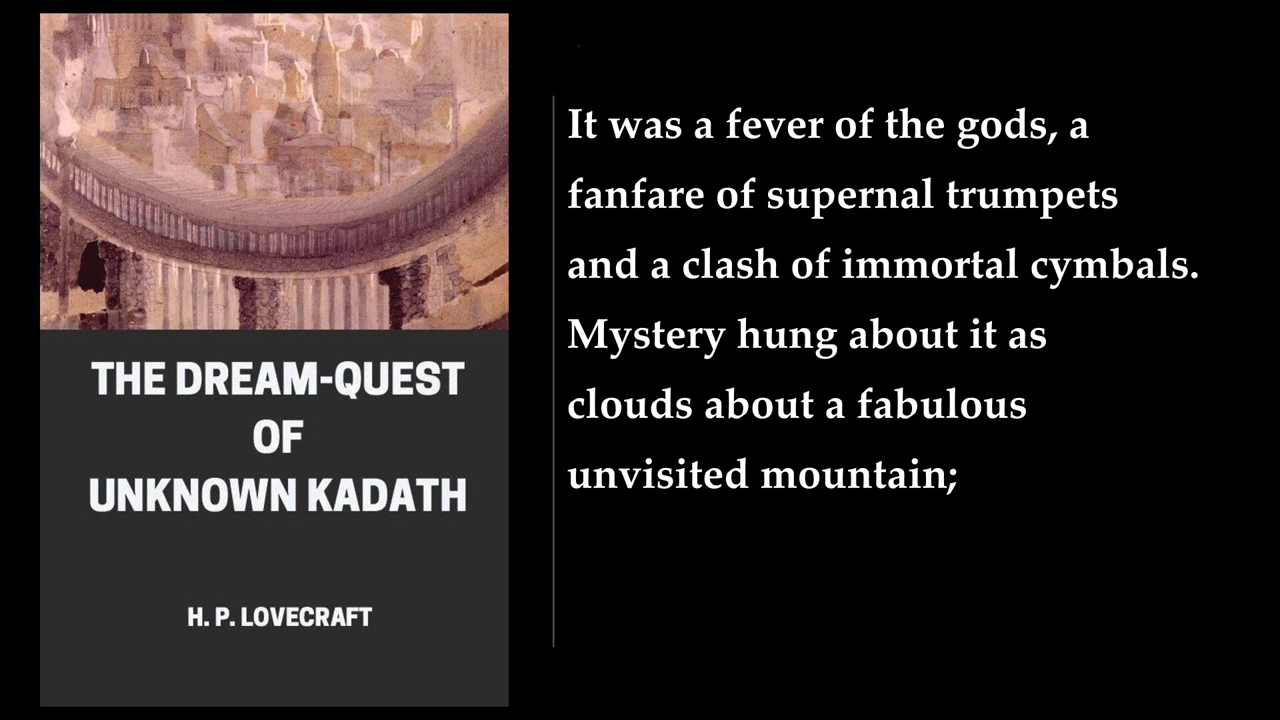 THE DREAM-QUEST
OF
UNKNOWN KADATH
H. P. LOVECRAFT
It was a fever of the gods, a
fanfare of supernal trumpets
and a clash of immortal cymbals.
Mystery hung about it as
clouds about a fabulous
unvisited mountain;